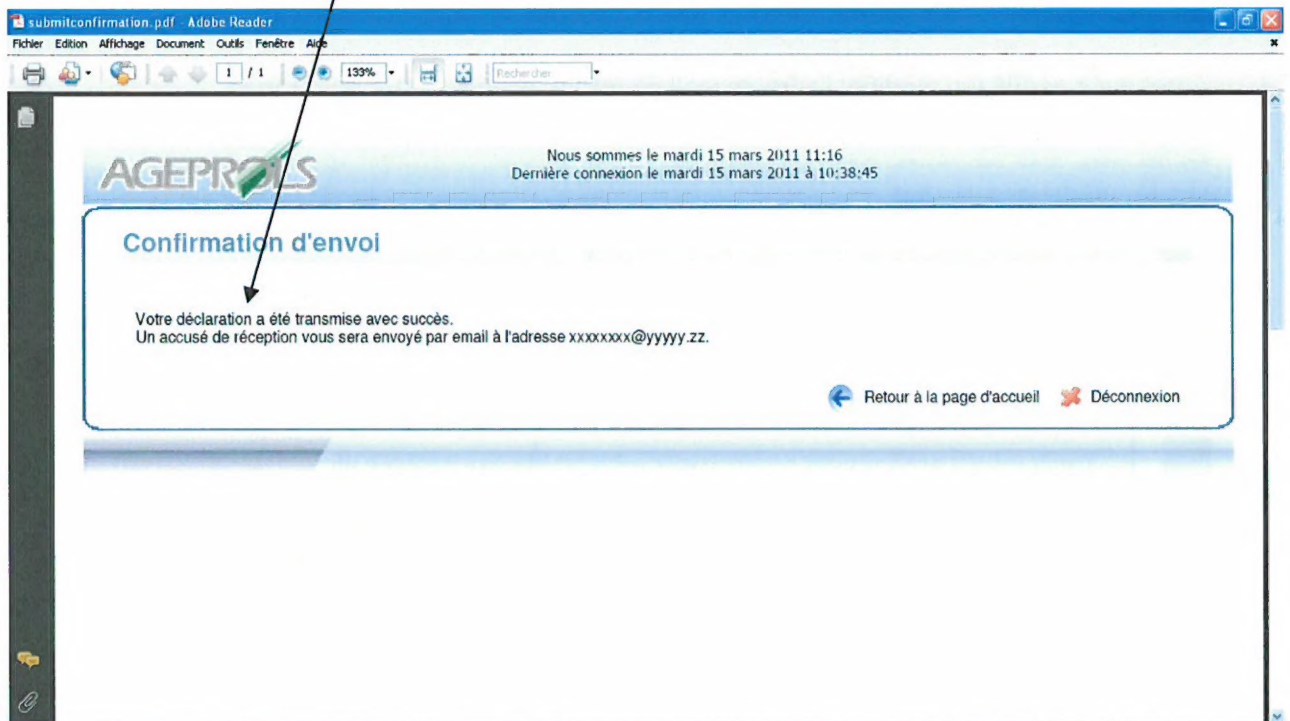 submitconfirmation.pdf - Adobe Reader
Fichier Edition Affichage Document Outils Fenêtre Aide
1 / 1 133% Rechercher
AGEPROLS
Nous sommes le mardi 15 mars 2011 11:16
Dernière connexion le mardi 15 mars 2011 à 10:38:45
Confirmation d'envoi
Votre déclaration a été transmise avec succès.
Un accusé de réception vous sera envoyé par email à l'adresse xxxxxxxx@yyyyy.zz.
Retour à la page d'accueil Déconnexion